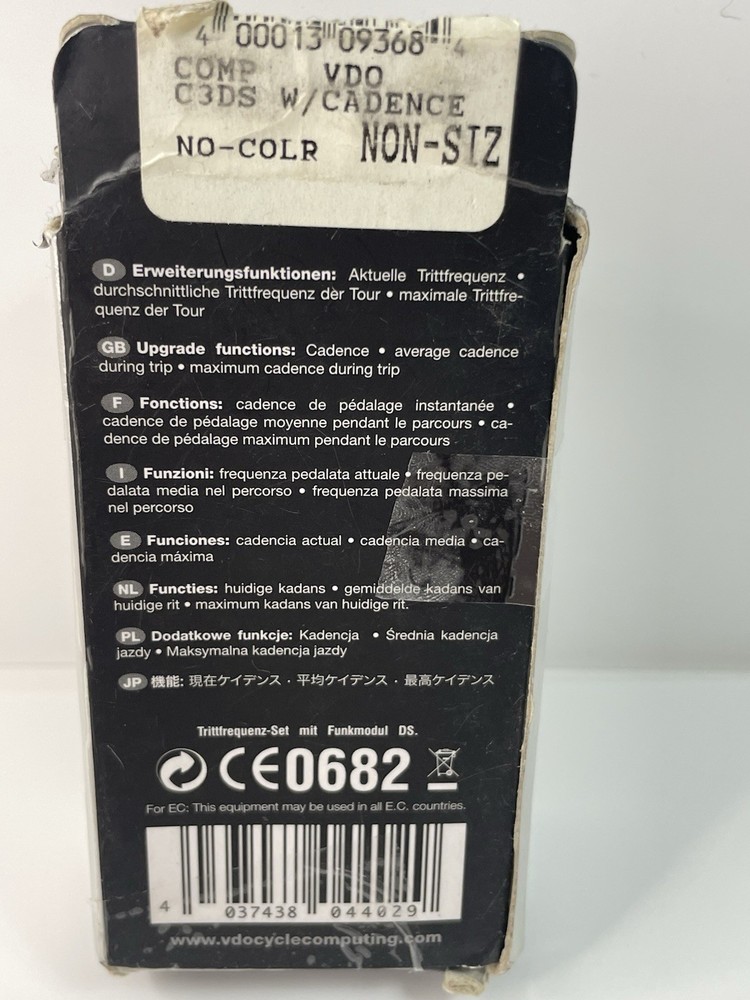 4 00013 09368 4
COMP VDO
C3DS W/CADENCE
NO-COLR NON-SIZ
D Erweiterungsfunktionen: Aktuelle Trittfrequenz •
durchschnittliche Trittfrequenz der Tour • maximale Trittfre-
quenz der Tour
GB Upgrade functions: Cadence • average cadence
during trip • maximum cadence during trip
F Fonctions: cadence de pédalage instantanée •
cadence de pédalage moyenne pendant le parcours • ca-
dence de pédalage maximum pendant le parcours
I Funzioni: frequenza pedalata attuale • frequenza pe-
dalata media nel percorso • frequenza pedalata massima
nel percorso
E Funciones: cadencia actual • cadencia media • ca-
dencia máxima
NL Functies: huidige kadans • gemiddelde kadans van
huidige rit • maximum kadans van huidige rit.
PL Dodatkowe funkcje: Kadencja • Średnia kadencja
jazdy • Maksymalna kadencja jazdy
JP 機能: 現在ケイデンス・平均ケイデンス・最高ケイデンス
Trittfrequenz-Set mit Funkmodul DS.
CE0682
For EC: This equipment may be used in all E.C. countries.
4 037438 044029
www.vdocyclecomputing.com